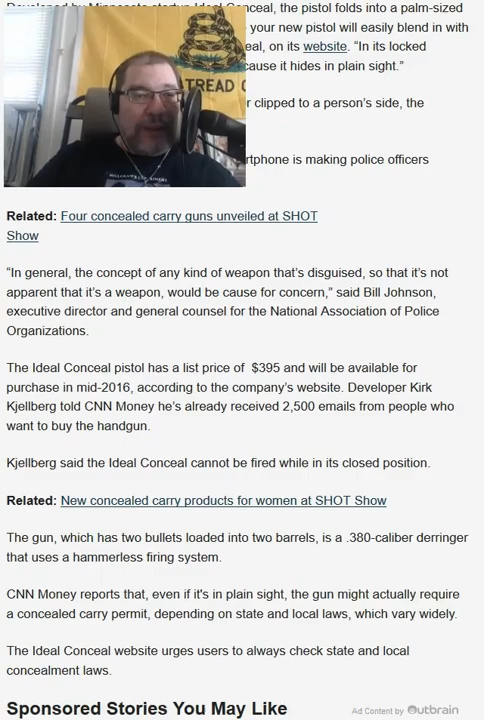 Developed by Minnesota startup Ideal Conceal, the pistol folds into a palm-sized
your new pistol will easily blend in with
eal, on its website. “In its locked
cause it hides in plain sight.”
TREAD
r clipped to a person’s side, the
rtphone is making police officers
Related: Four concealed carry guns unveiled at SHOT
Show
“In general, the concept of any kind of weapon that’s disguised, so that it’s not
apparent that it’s a weapon, would be cause for concern,” said Bill Johnson,
executive director and general counsel for the National Association of Police
Organizations.
The Ideal Conceal pistol has a list price of  $395 and will be available for
purchase in mid-2016, according to the company’s website. Developer Kirk
Kjellberg told CNN Money he’s already received 2,500 emails from people who
want to buy the handgun.
Kjellberg said the Ideal Conceal cannot be fired while in its closed position.
Related: New concealed carry products for women at SHOT Show
The gun, which has two bullets loaded into two barrels, is a .380-caliber derringer
that uses a hammerless firing system.
CNN Money reports that, even if it's in plain sight, the gun might actually require
a concealed carry permit, depending on state and local laws, which vary widely.
The Ideal Conceal website urges users to always check state and local
concealment laws.
Sponsored Stories You May Like
Ad Content by Outbrain